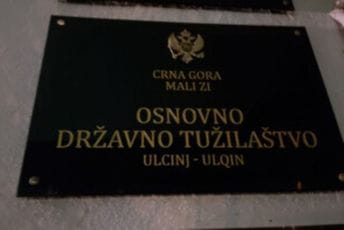 CRNA GORA
MALI ZI
OSNOVNO
DRŽAVNO TUŽILAŠTVO
ULCINJ - ULQIN